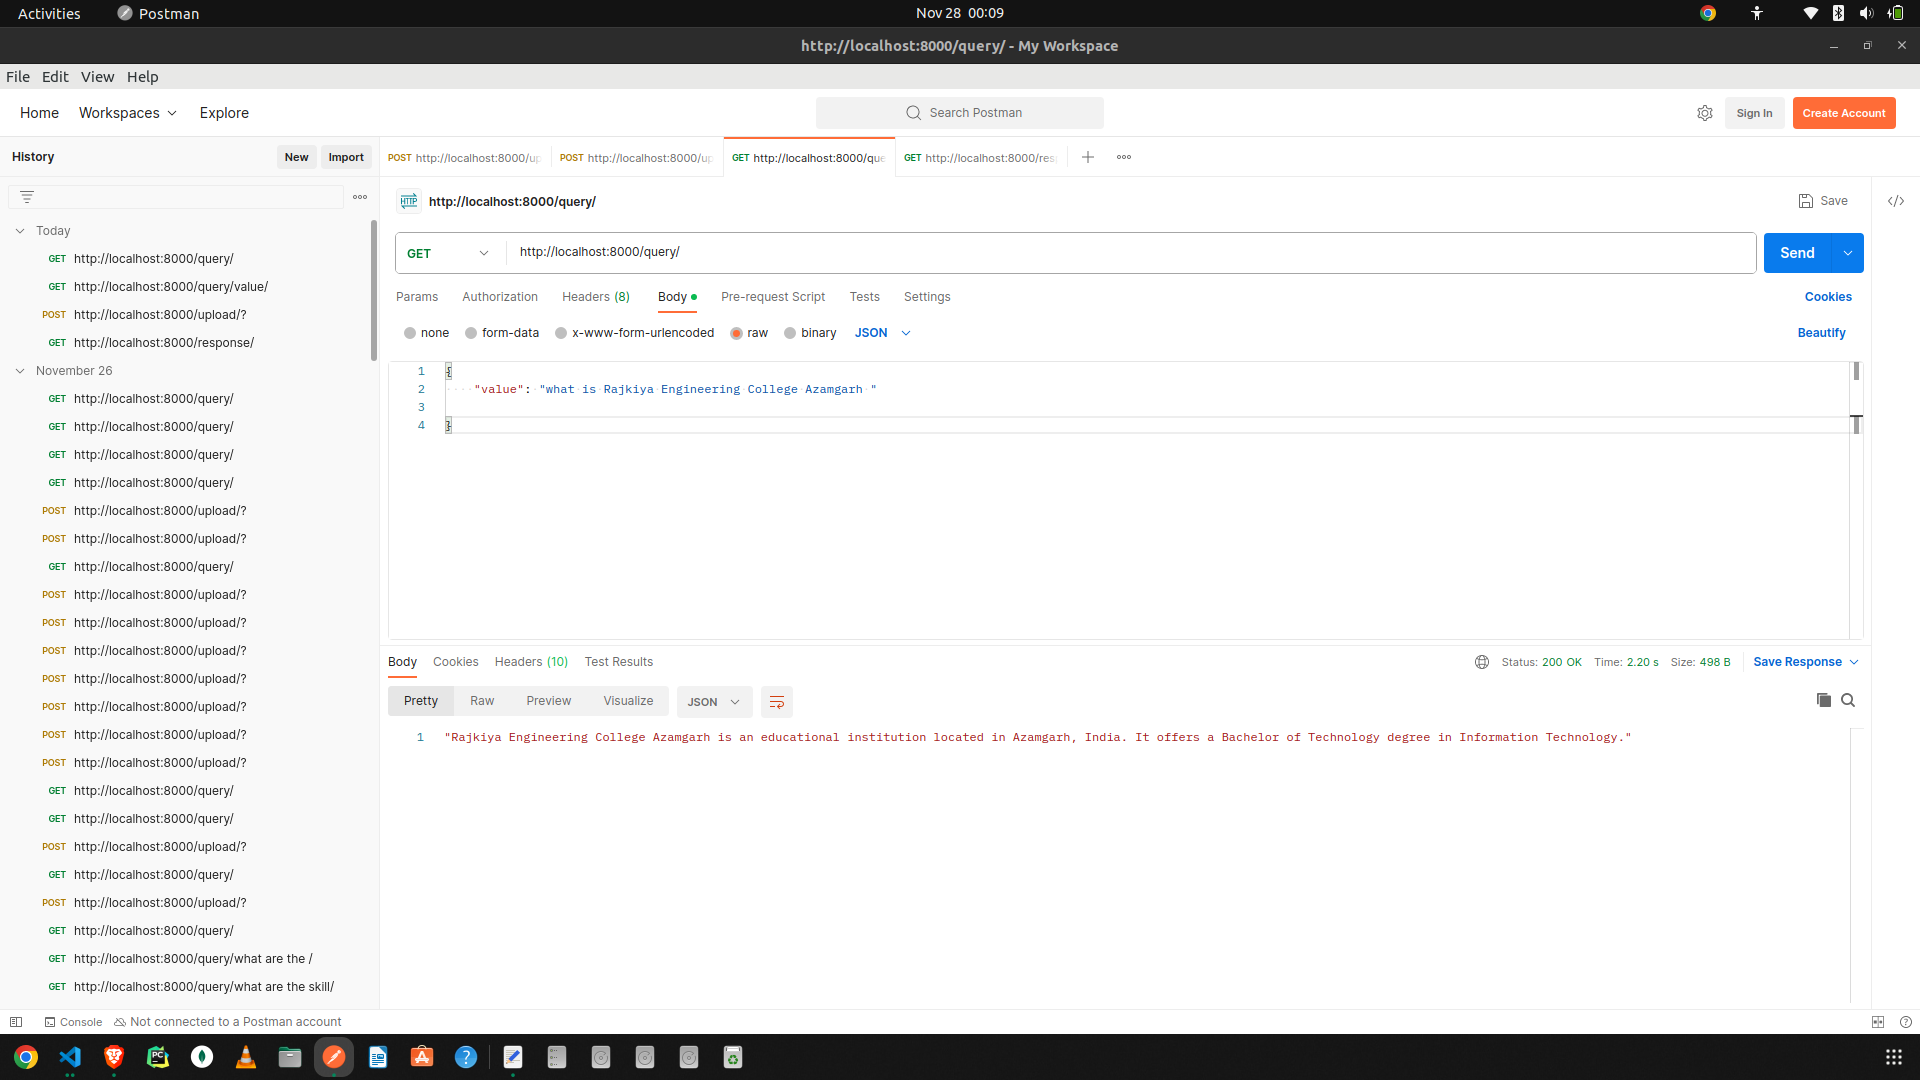 Activities Postman Nov 28 00:09
http://localhost:8000/query/ - My Workspace
File Edit View Help
Home Workspaces Explore Search Postman Sign In Create Account
History New Import
POST http://localhost:8000/up POST http://localhost:8000/up GET http://localhost:8000/que GET http://localhost:8000/res
HTTP http://localhost:8000/query/ Save </>
Today
GET http://localhost:8000/query/
GET http://localhost:8000/query/value/
POST http://localhost:8000/upload/?
GET http://localhost:8000/response/
November 26
GET http://localhost:8000/query/
GET http://localhost:8000/query/
GET http://localhost:8000/query/
GET http://localhost:8000/query/
POST http://localhost:8000/upload/?
POST http://localhost:8000/upload/?
GET http://localhost:8000/query/
POST http://localhost:8000/upload/?
POST http://localhost:8000/upload/?
POST http://localhost:8000/upload/?
POST http://localhost:8000/upload/?
POST http://localhost:8000/upload/?
POST http://localhost:8000/upload/?
POST http://localhost:8000/upload/?
GET http://localhost:8000/query/
GET http://localhost:8000/query/
POST http://localhost:8000/upload/?
GET http://localhost:8000/query/
POST http://localhost:8000/upload/?
GET http://localhost:8000/query/
GET http://localhost:8000/query/what are the /
GET http://localhost:8000/query/what are the skill/
GET http://localhost:8000/query/ Send
Params Authorization Headers (8) Body Pre-request Script Tests Settings Cookies
none form-data x-www-form-urlencoded raw binary JSON Beautify
1 {
2 "value": "what is Rajkiya Engineering College Azamgarh "
3
4 }
Body Cookies Headers (10) Test Results Status: 200 OK Time: 2.20 s Size: 498 B Save Response
Pretty Raw Preview Visualize JSON
1 "Rajkiya Engineering College Azamgarh is an educational institution located in Azamgarh, India. It offers a Bachelor of Technology degree in Information Technology."
Console Not connected to a Postman account
PC